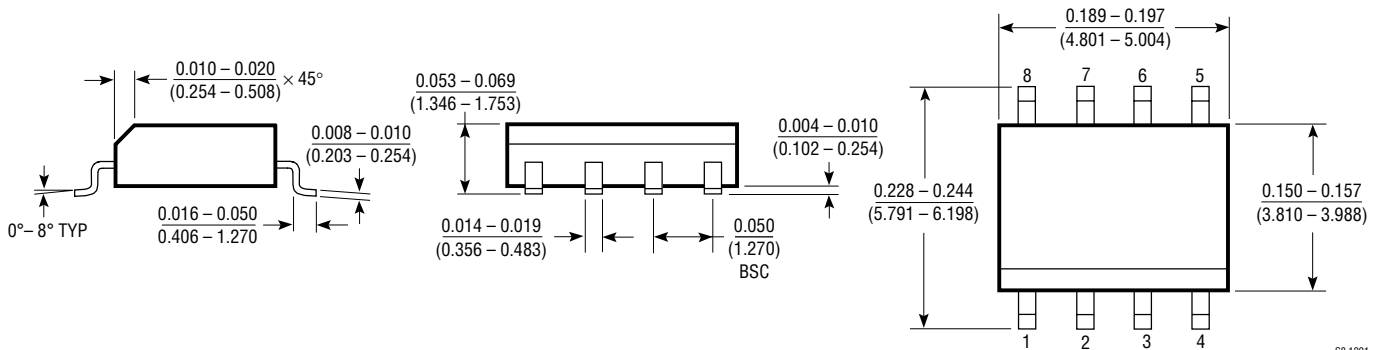 0.010 – 0.020
(0.254 – 0.508)
× 45°
0.008 – 0.010
(0.203 – 0.254)
0°– 8° TYP
0.016 – 0.050
0.406 – 1.270
0.053 – 0.069
(1.346 – 1.753)
0.004 – 0.010
(0.102 – 0.254)
0.014 – 0.019
(0.356 – 0.483)
0.050
(1.270)
BSC
0.189 – 0.197
(4.801 – 5.004)
8 7 6 5
0.228 – 0.244
(5.791 – 6.198)
0.150 – 0.157
(3.810 – 3.988)
1 2 3 4